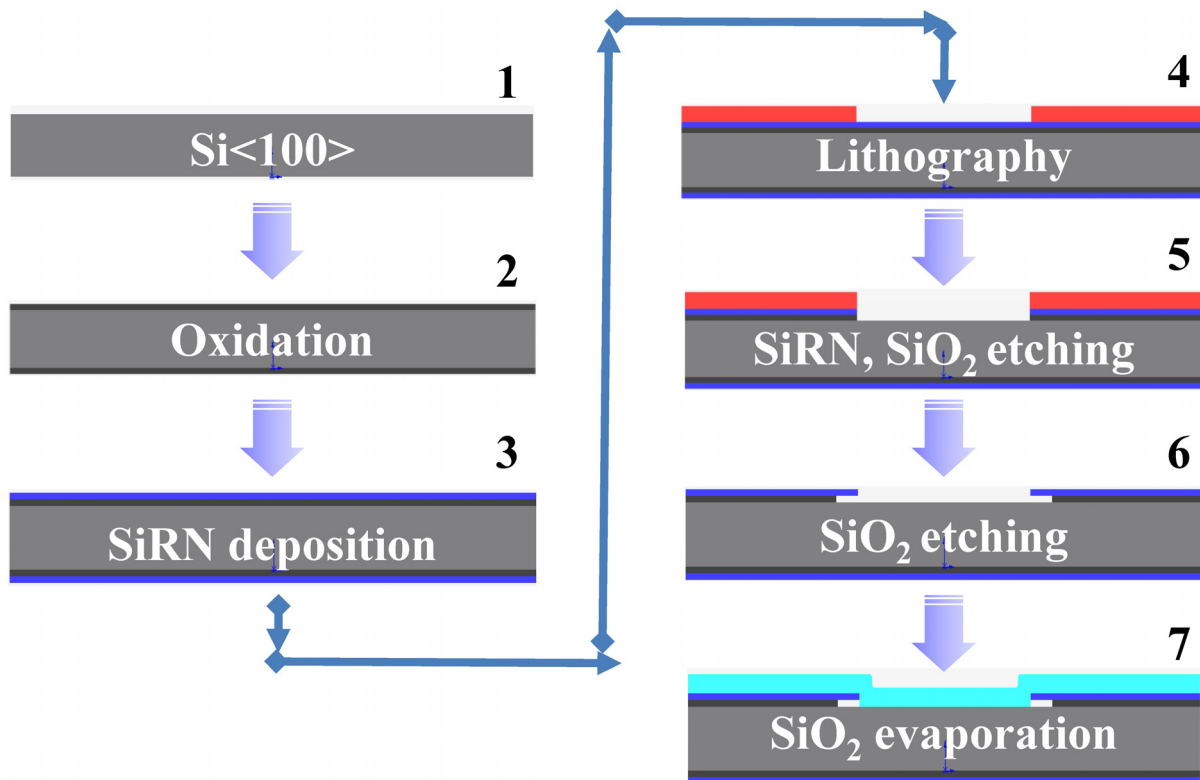 1
Si<100>
2
Oxidation
3
SiRN deposition
4
Lithography
5
SiRN, SiO₂ etching
6
SiO₂ etching
7
SiO₂ evaporation